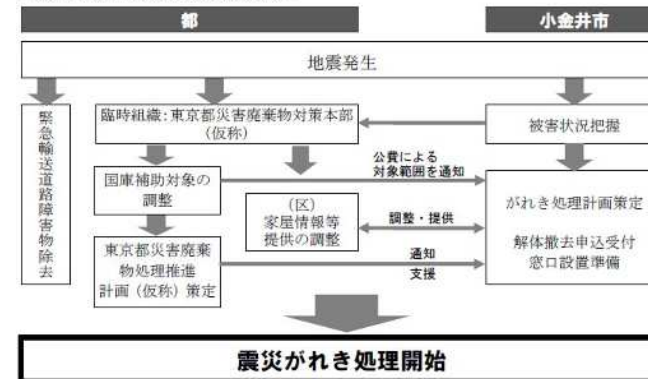 都
小金井市
地震発生
緊急輸送道路障害物除去
臨時組織:東京都災害廃棄物対策本部
(仮称)
被害状況把握
国庫補助対象の
調整
公費による
対象範囲を通知
(区)
家屋情報等
提供の調整
調整・提供
がれき処理計画策定
解体撤去申込受付
窓口設置準備
東京都災害廃棄
物処理推進
計画(仮称)策定
通知
支援
震災がれき処理開始